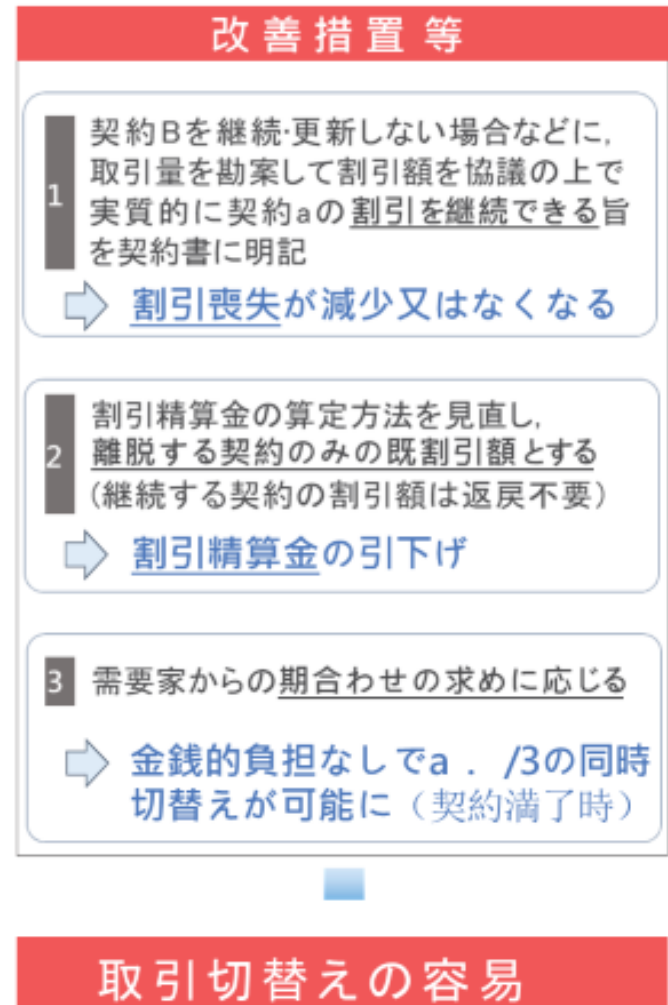 改善措置 等
1
契約Bを継続･更新しない場合などに,
取引量を勘案して割引額を協議の上で
実質的に契約aの割引を継続できる旨
を契約書に明記
割引喪失が減少又はなくなる
2
割引精算金の算定方法を見直し,
離脱する契約のみの既割引額とする
(継続する契約の割引額は返戻不要)
割引精算金の引下げ
3
需要家からの期合わせの求めに応じる
金銭的負担なしでa . /3の同時
切替えが可能に (契約満了時)
取引切替えの容易